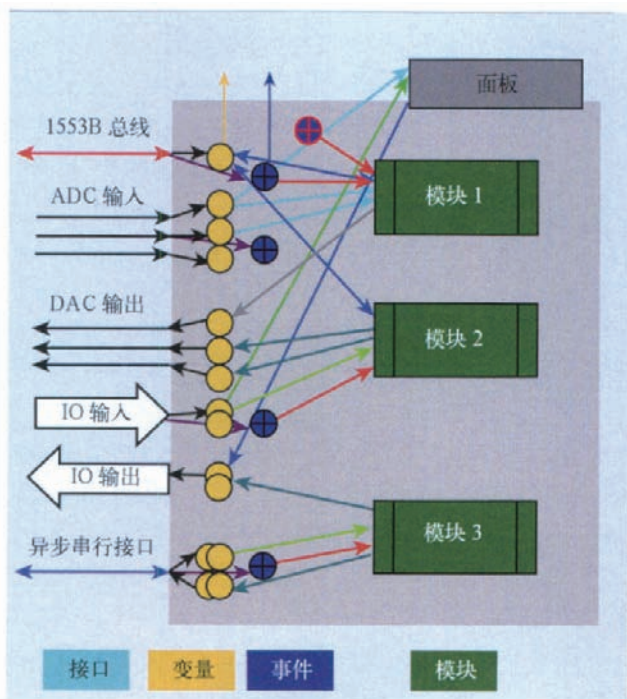 面板
1553B 总线
模块 1
ADC 输入
DAC 输出
模块 2
IO 输入
IO 输出
模块 3
异步串行接口
接口
变量
事件
模块